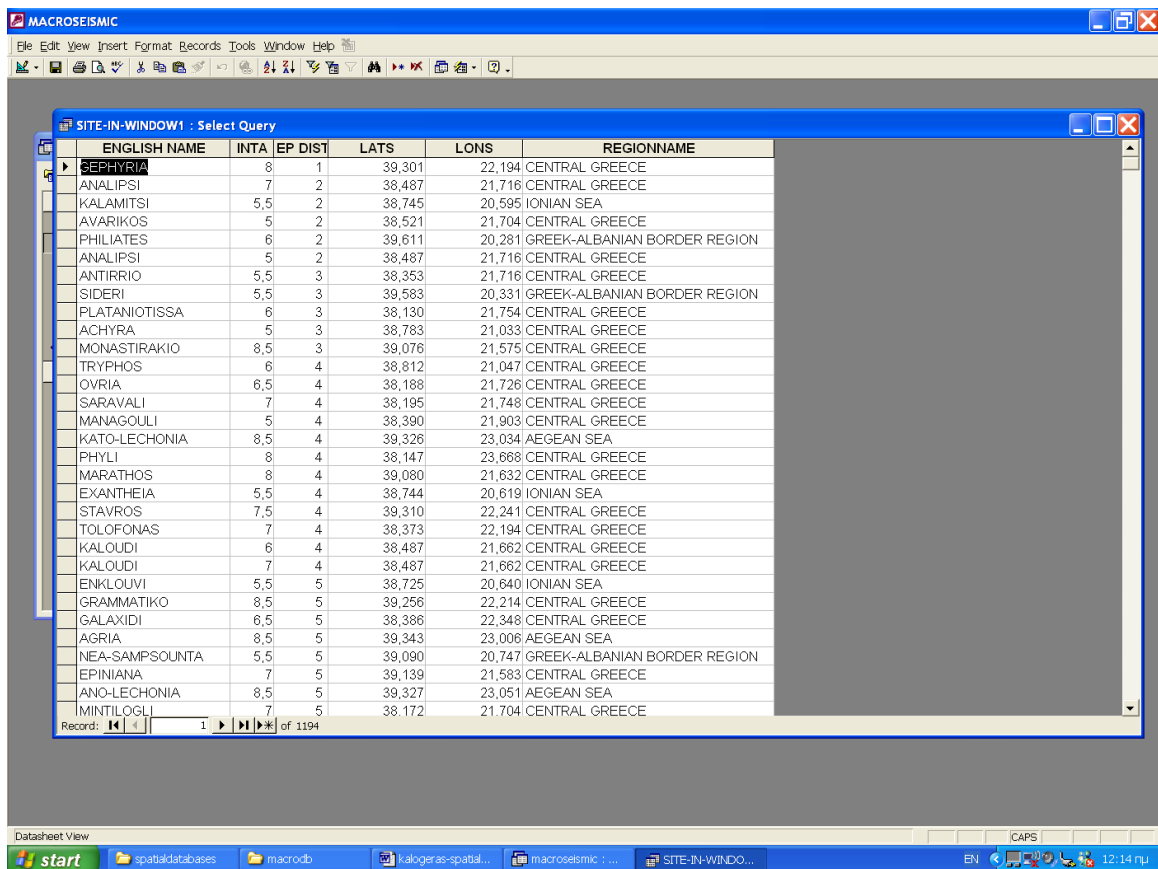 MACROSEISMIC
File Edit View Insert Format Records Tools Window Help
SITE-IN-WINDOW1 : Select Query
ENGLISH NAME INTA EP DIST LATS LONS REGIONNAME
GEPHYRIA 8 1 39,301 22,194 CENTRAL GREECE
ANALIPSI 7 2 38,487 21,716 CENTRAL GREECE
KALAMITSI 5,5 2 38,745 20,595 IONIAN SEA
AVARIKOS 5 2 38,521 21,704 CENTRAL GREECE
PHILIATES 6 2 39,611 20,281 GREEK-ALBANIAN BORDER REGION
ANALIPSI 5 2 38,487 21,716 CENTRAL GREECE
ANTIRRIO 5,5 3 38,353 21,716 CENTRAL GREECE
SIDERI 5,5 3 39,583 20,331 GREEK-ALBANIAN BORDER REGION
PLATANIOTISSA 6 3 38,130 21,754 CENTRAL GREECE
ACHYRA 5 3 38,783 21,033 CENTRAL GREECE
MONASTIRAKIO 8,5 3 39,076 21,575 CENTRAL GREECE
TRYPHOS 6 4 38,812 21,047 CENTRAL GREECE
OVRIA 6,5 4 38,188 21,726 CENTRAL GREECE
SARAVALI 7 4 38,195 21,748 CENTRAL GREECE
MANAGOULI 5 4 38,390 21,903 CENTRAL GREECE
KATO-LECHONIA 8,5 4 39,326 23,034 AEGEAN SEA
PHYLI 8 4 38,147 23,668 CENTRAL GREECE
MARATHOS 8 4 39,080 21,632 CENTRAL GREECE
EXANTHEIA 5,5 4 38,744 20,619 IONIAN SEA
STAVROS 7,5 4 39,310 22,241 CENTRAL GREECE
TOLOFONAS 7 4 38,373 22,194 CENTRAL GREECE
KALOUDI 6 4 38,487 21,662 CENTRAL GREECE
KALOUDI 7 4 38,487 21,662 CENTRAL GREECE
ENKLOUVI 5,5 5 38,725 20,640 IONIAN SEA
GRAMMATIKO 8,5 5 39,256 22,214 CENTRAL GREECE
GALAXIDI 6,5 5 38,386 22,348 CENTRAL GREECE
AGRIA 8,5 5 39,343 23,006 AEGEAN SEA
NEA-SAMPSOUNTA 5,5 5 39,090 20,747 GREEK-ALBANIAN BORDER REGION
EPINIANA 7 5 39,139 21,583 CENTRAL GREECE
ANO-LECHONIA 8,5 5 39,327 23,051 AEGEAN SEA
MINTILOGLI 7 5 38,172 21,704 CENTRAL GREECE
Record: 1 of 1194
Datasheet View CAPS
start spatialdatabases macrodb kalogeras-spatial... macroseismic : ... SITE-IN-WINDO... EN 12:14 πμ